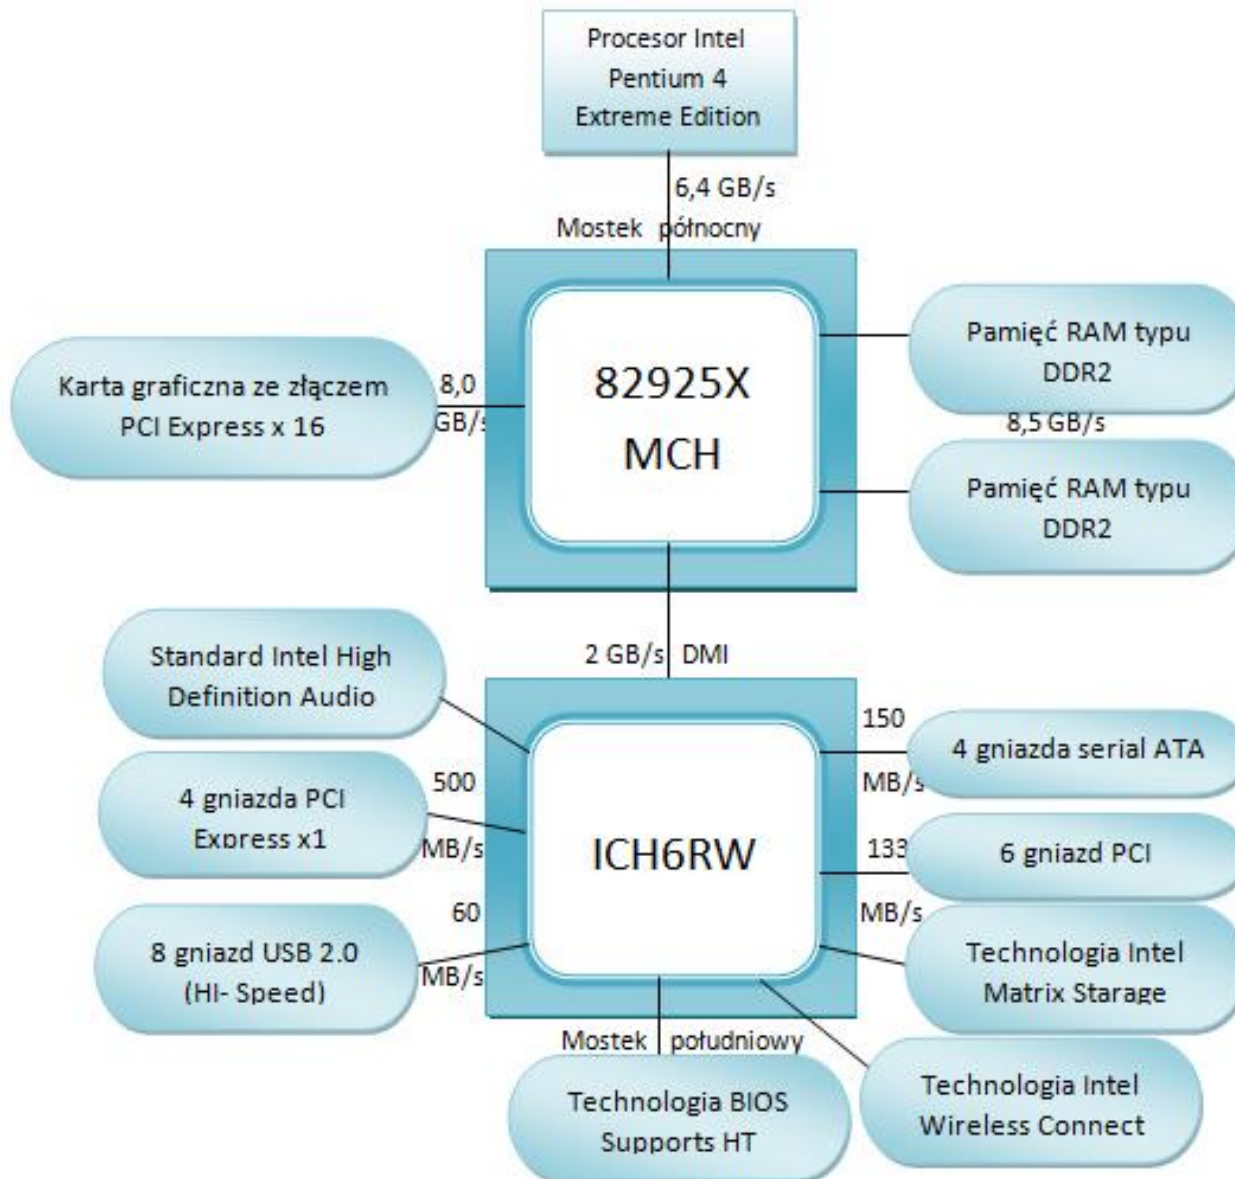 Procesor Intel
Pentium 4
Extreme Edition
6,4 GB/s
Mostek północny
82925X
MCH
Karta graficzna ze złączem
PCI Express x 16
8,0
GB/s
Pamięć RAM typu
DDR2
8,5 GB/s
Pamięć RAM typu
DDR2
2 GB/s DMI
Standard Intel High
Definition Audio
4 gniazda PCI
Express x1
500
MB/s
8 gniazd USB 2.0
(HI- Speed)
60
MB/s
ICH6RW
150
MB/s
4 gniazda serial ATA
133
MB/s
6 gniazd PCI
Technologia Intel
Matrix Starage
Mostek południowy
Technologia BIOS
Supports HT
Technologia Intel
Wireless Connect